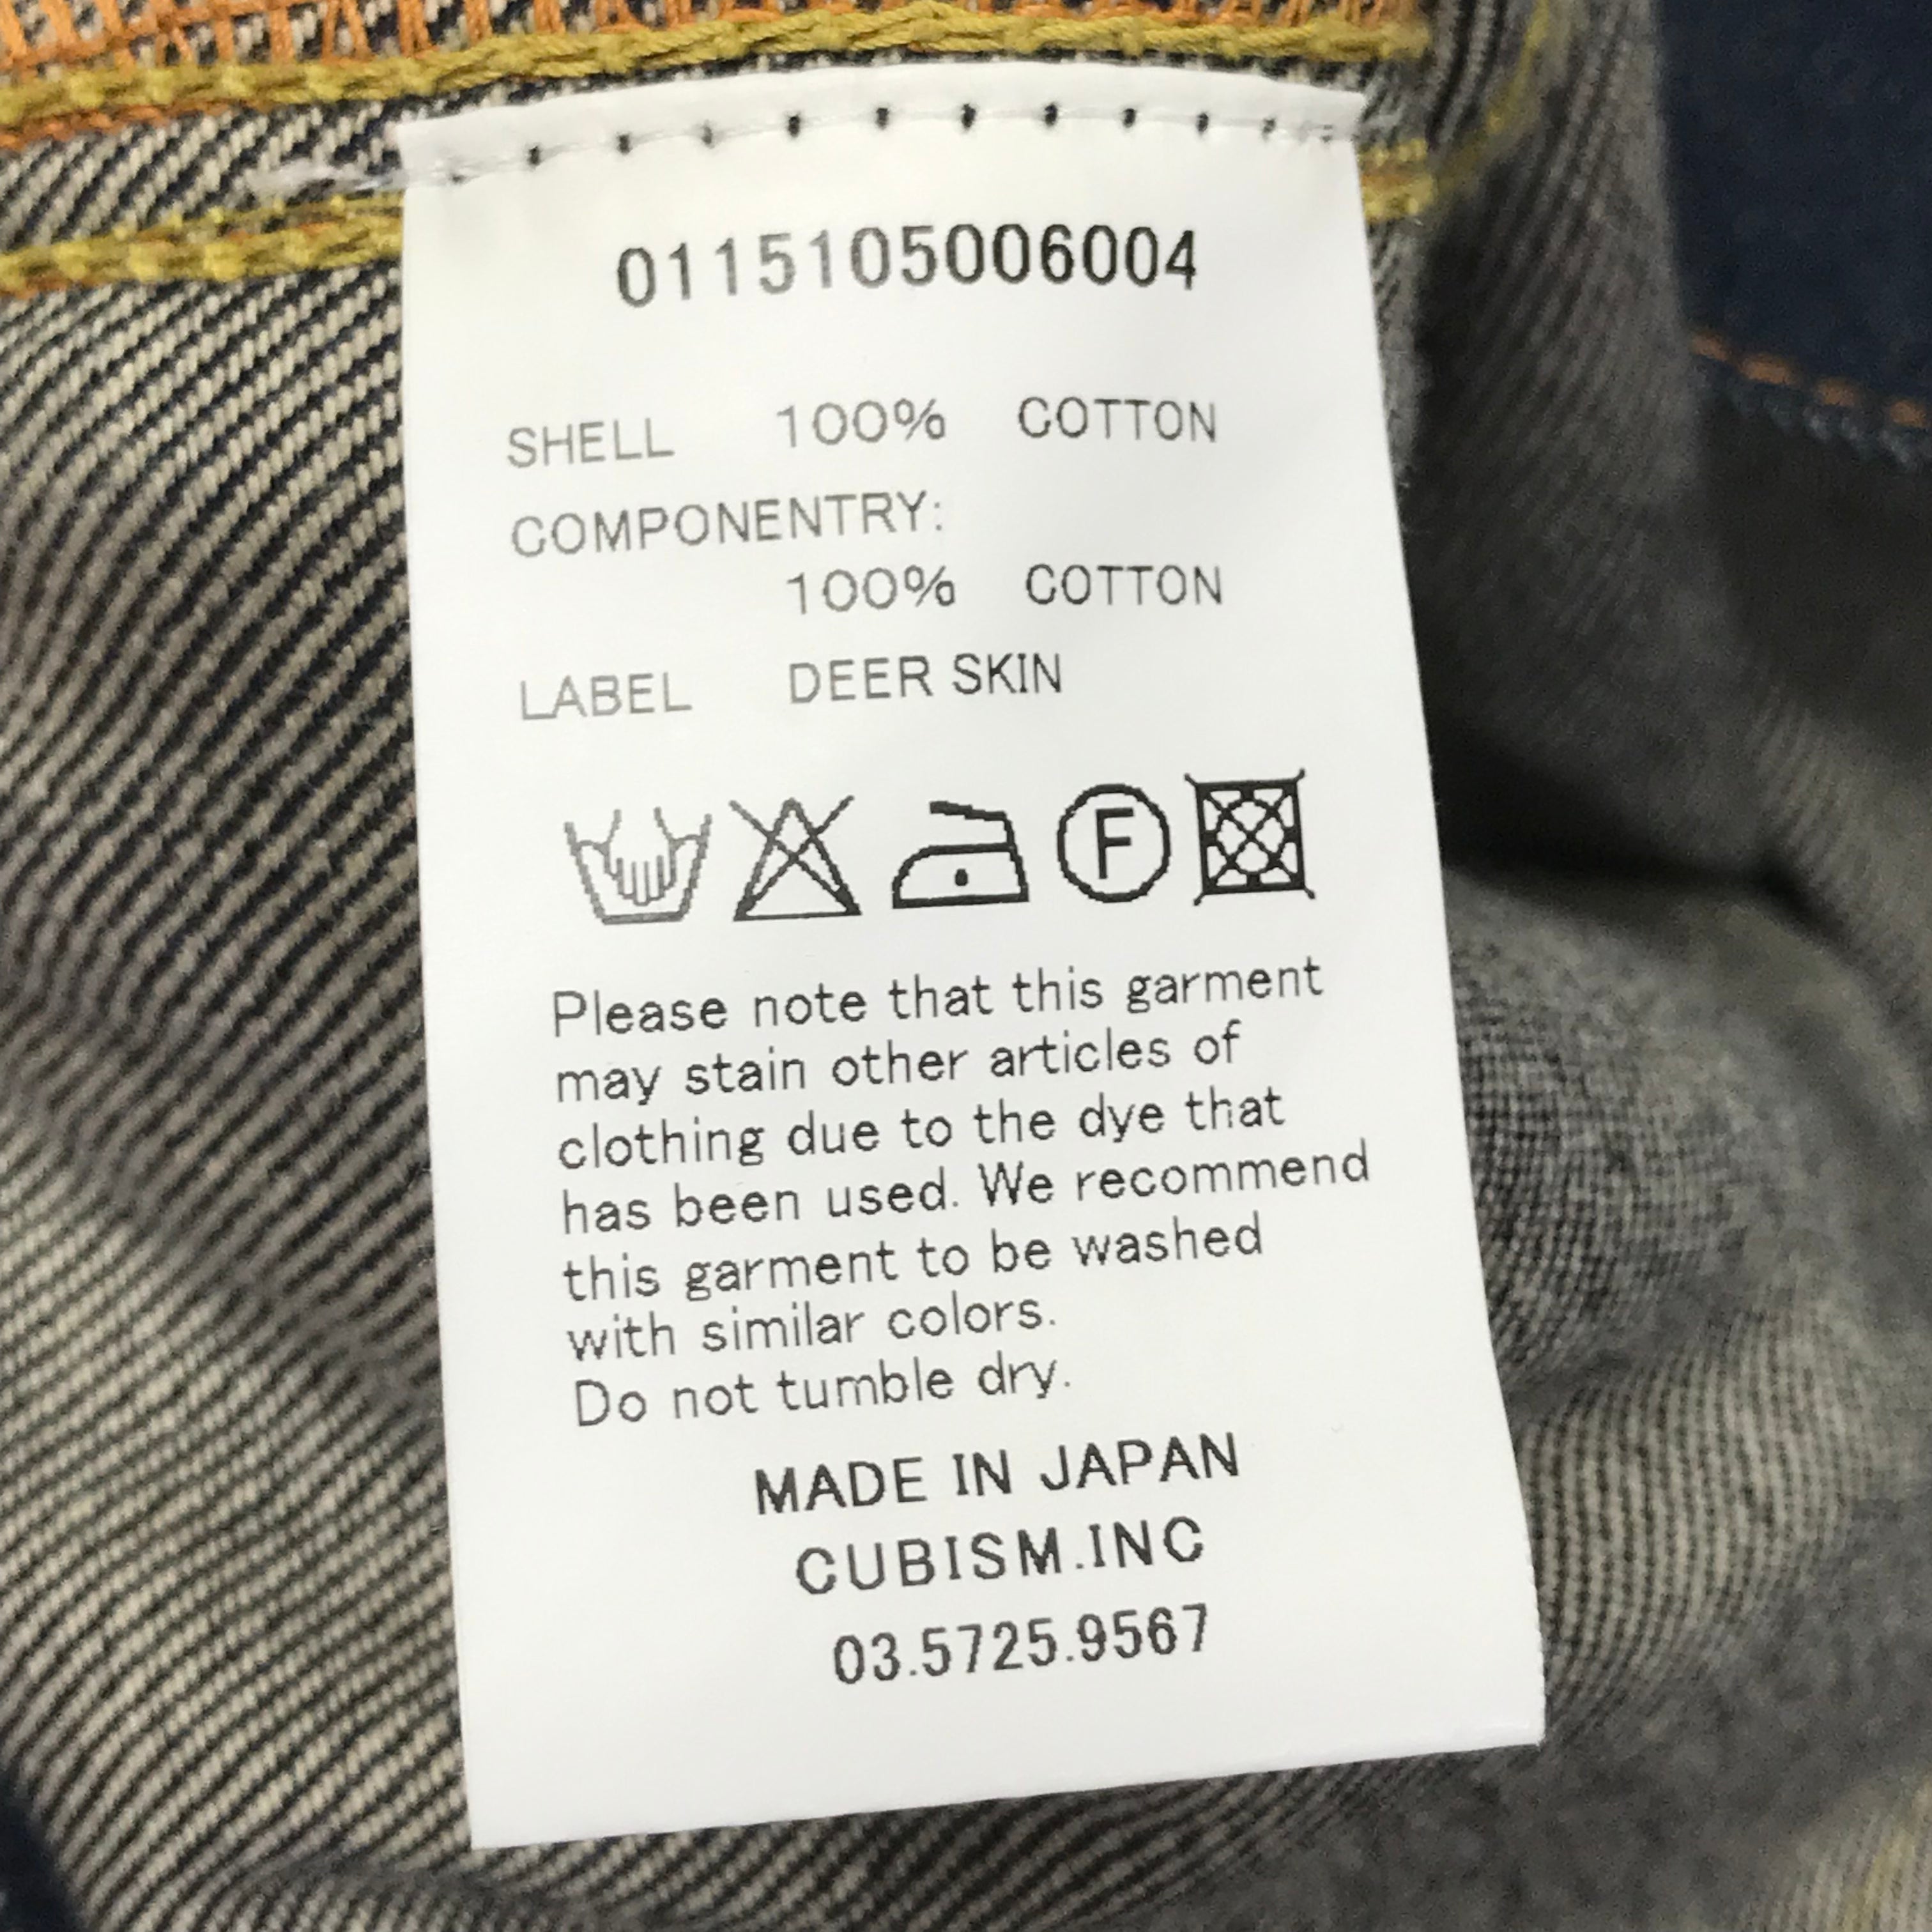 0115105006004
SHELL 100% COTTON
COMPONENTRY:
100% COTTON
LABEL DEER SKIN
F
Please note that this garment
may stain other articles of
clothing due to the dye that
has been used. We recommend
this garment to be washed
with similar colors.
Do not tumble dry.
MADE IN JAPAN
CUBISM.INC
03.5725.9567